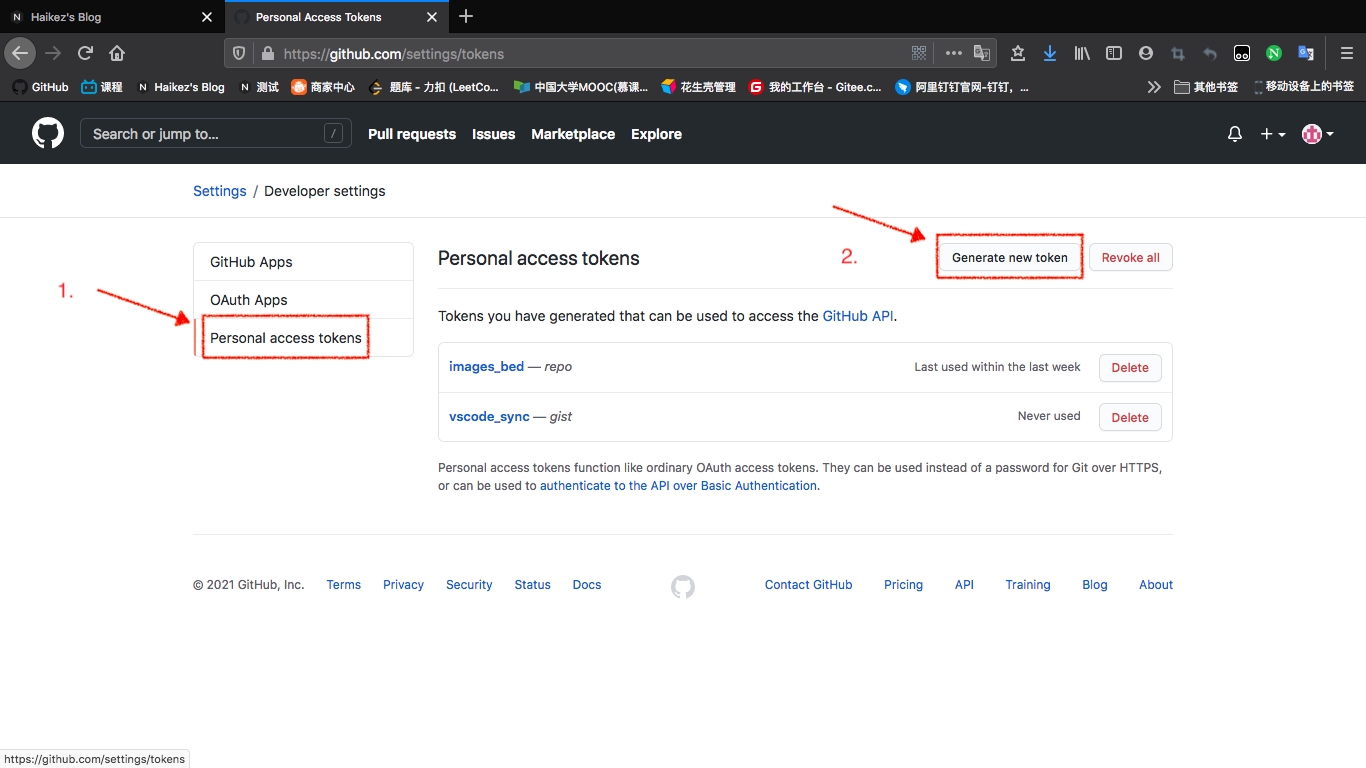 Haikez's Blog
Personal Access Tokens
https://github.com/settings/tokens
GitHub
课程
Haikez's Blog
测试
商家中心
题库 - 力扣 (LeetCo...
中国大学MOOC(慕课...
花生壳管理
我的工作台 - Gitee.c...
阿里钉钉官网-钉钉，...
其他书签
移动设备上的书签
Search or jump to...
/
Pull requests
Issues
Marketplace
Explore
Settings / Developer settings
1.
GitHub Apps
OAuth Apps
Personal access tokens
Personal access tokens
2.
Generate new token
Revoke all
Tokens you have generated that can be used to access the GitHub API.
images_bed — repo
Last used within the last week
Delete
vscode_sync — gist
Never used
Delete
Personal access tokens function like ordinary OAuth access tokens. They can be used instead of a password for Git over HTTPS,
or can be used to authenticate to the API over Basic Authentication.
© 2021 GitHub, Inc.
Terms
Privacy
Security
Status
Docs
Contact GitHub
Pricing
API
Training
Blog
About
https://github.com/settings/tokens